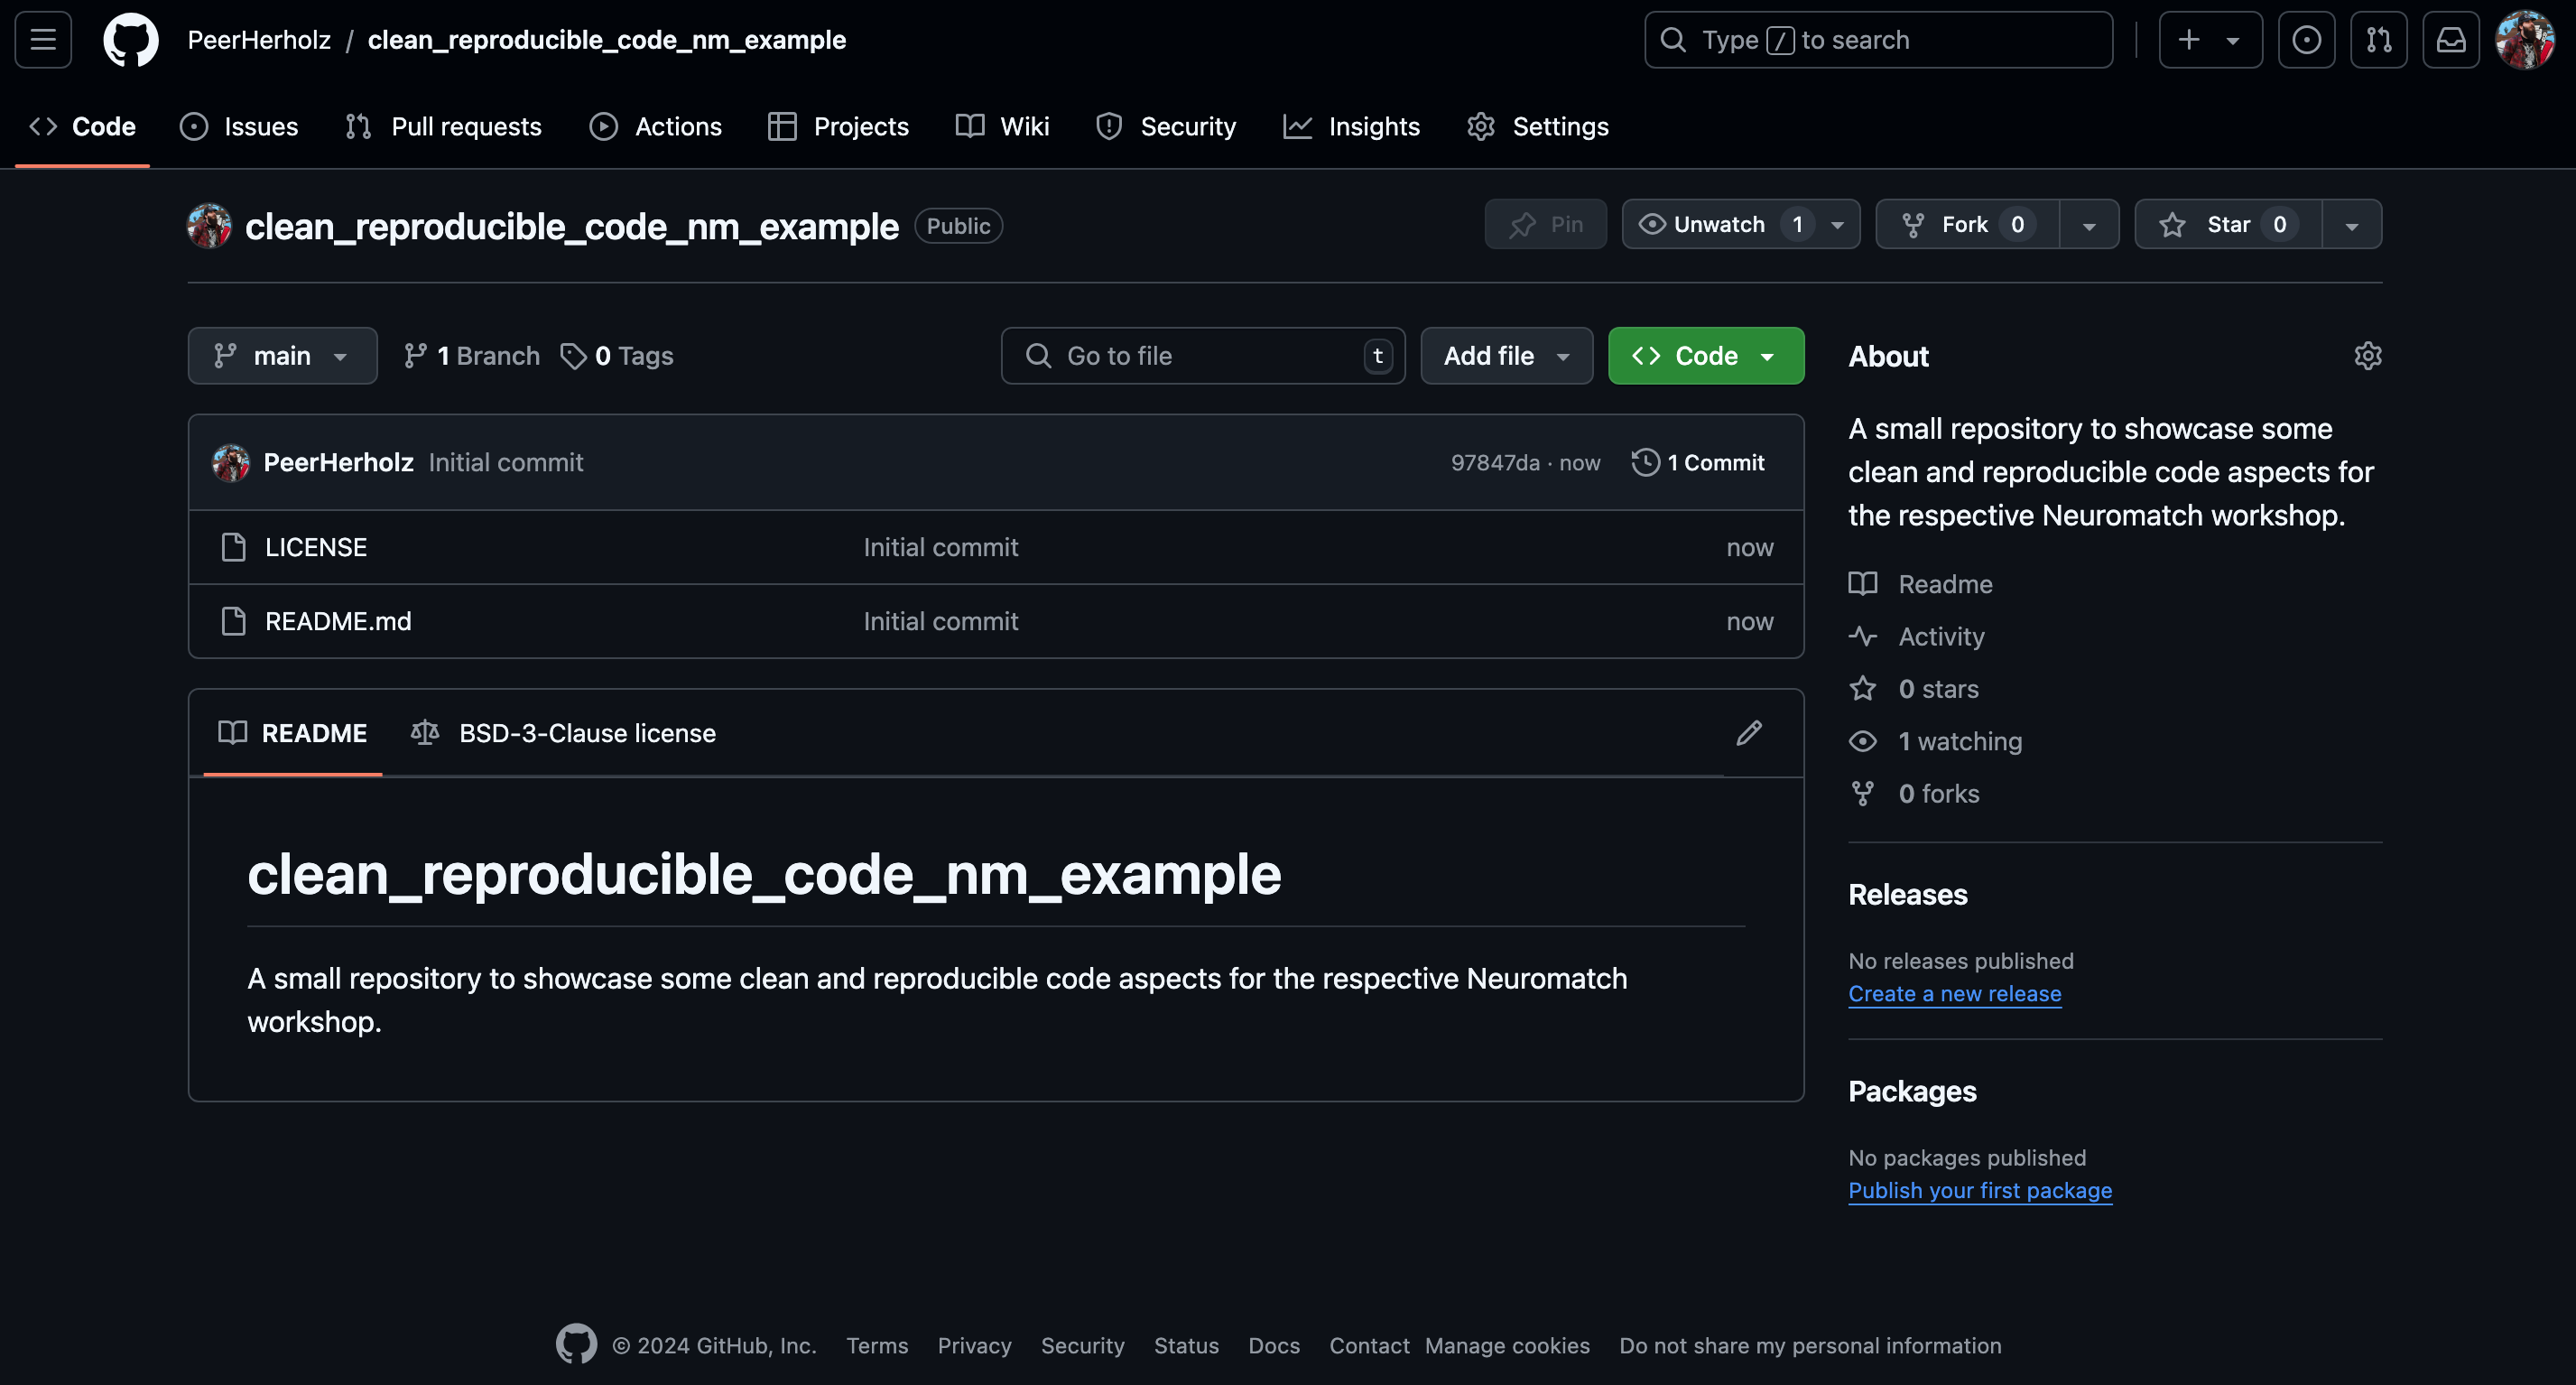 PeerHerholz / clean_reproducible_code_nm_example
Type / to search
Code Issues Pull requests Actions Projects Wiki Security Insights Settings
clean_reproducible_code_nm_example Public
Pin Unwatch 1 Fork 0 Star 0
main 1 Branch 0 Tags Go to file t Add file Code
PeerHerholz Initial commit 97847da · now 1 Commit
LICENSE Initial commit now
README.md Initial commit now
README BSD-3-Clause license
clean_reproducible_code_nm_example
A small repository to showcase some clean and reproducible code aspects for the respective Neuromatch
workshop.
About
A small repository to showcase some
clean and reproducible code aspects for
the respective Neuromatch workshop.
Readme
Activity
0 stars
1 watching
0 forks
Releases
No releases published
Create a new release
Packages
No packages published
Publish your first package
© 2024 GitHub, Inc. Terms Privacy Security Status Docs Contact Manage cookies Do not share my personal information